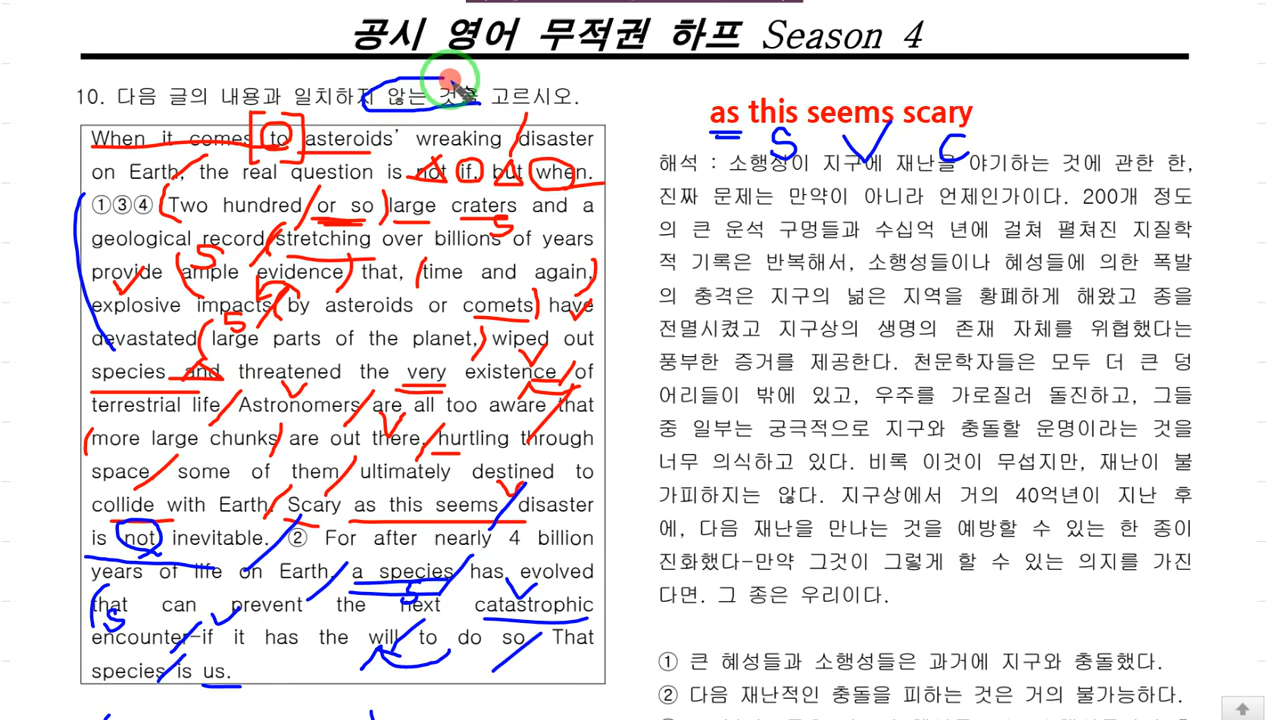 공시 영어 무적권 하프 Season 4
10. 다음 글의 내용과 일치하지 않는 것을 고르시오.
When it comes to asteroids' wreaking disaster
on Earth, the real question is not if, but when.
①③④ Two hundred or so large craters and a
geological record stretching over billions of years
provide ample evidence that, time and again,
explosive impacts by asteroids or comets have
devastated large parts of the planet, wiped out
species and threatened the very existence of
terrestrial life. Astronomers are all too aware that
more large chunks are out there, hurtling through
space, some of them ultimately destined to
collide with Earth. Scary as this seems, disaster
is not inevitable. ② For after nearly 4 billion
years of life on Earth, a species has evolved
that can prevent the next catastrophic
encounter-if it has the will to do so. That
species is us.
as this seems scary
S V C
해석 : 소행성이 지구에 재난을 야기하는 것에 관한 한,
진짜 문제는 만약이 아니라 언제인가이다. 200개 정도
의 큰 운석 구멍들과 수십억 년에 걸쳐 펼쳐진 지질학
적 기록은 반복해서, 소행성들이나 혜성들에 의한 폭발
의 충격은 지구의 넓은 지역을 황폐하게 해왔고 종을
전멸시켰고 지구상의 생명의 존재 자체를 위협했다는
풍부한 증거를 제공한다. 천문학자들은 모두 더 큰 덩
어리들이 밖에 있고, 우주를 가로질러 돌진하고, 그들
중 일부는 궁극적으로 지구와 충돌할 운명이라는 것을
너무 의식하고 있다. 비록 이것이 무섭지만, 재난이 불
가피하지는 않다. 지구상에서 거의 40억년이 지난 후
에, 다음 재난을 만나는 것을 예방할 수 있는 한 종이
진화했다-만약 그것이 그렇게 할 수 있는 의지를 가진
다면. 그 종은 우리이다.
① 큰 혜성들과 소행성들은 과거에 지구와 충돌했다.
② 다음 재난적인 충돌을 피하는 것은 거의 불가능하다.